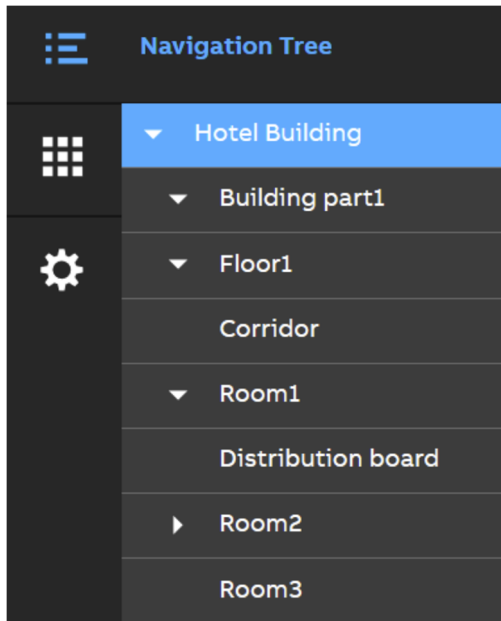 Navigation Tree
Hotel Building
Building part1
Floor1
Corridor
Room1
Distribution board
Room2
Room3